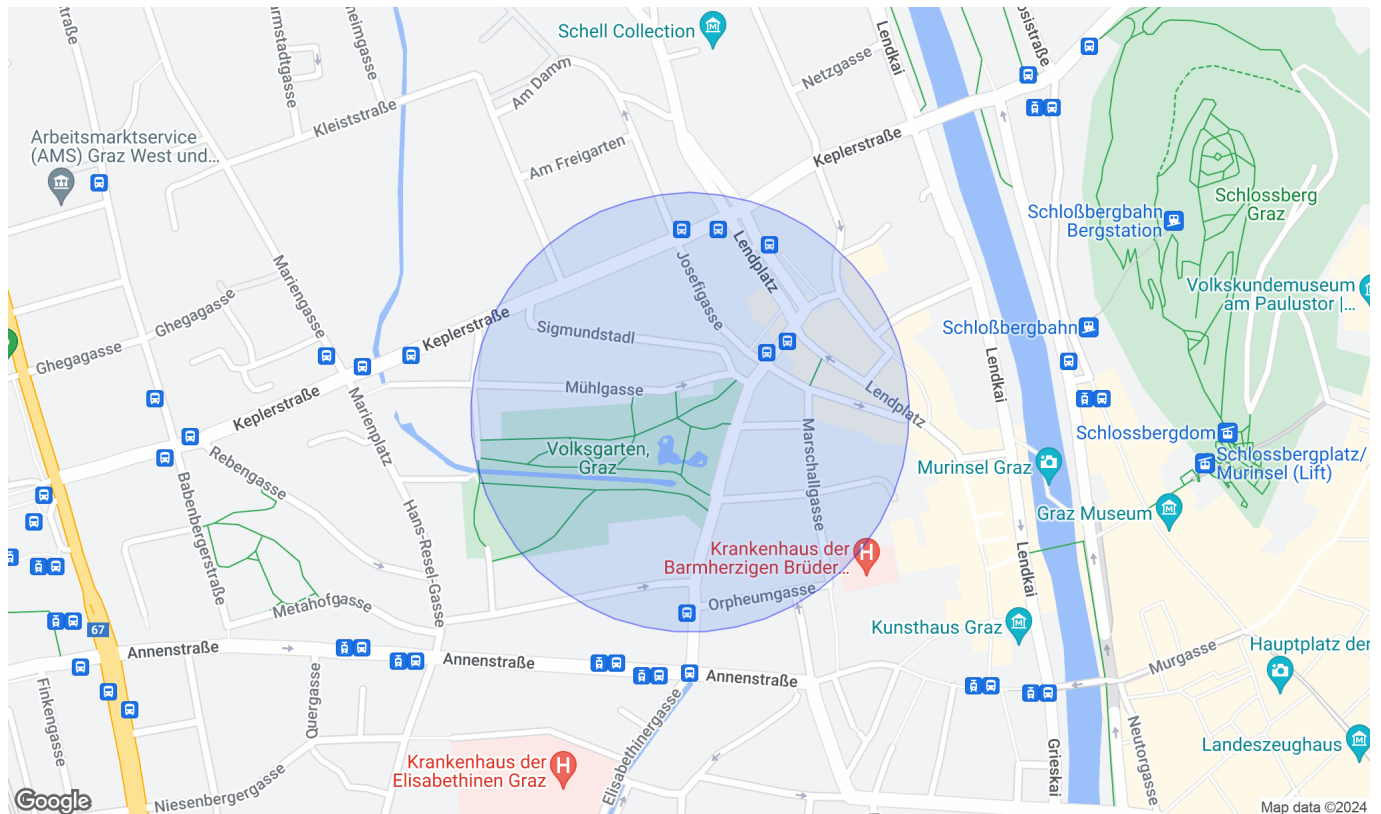 Schell Collection
Lendkai
Netzgasse
Am Damm
Kleiststraße
Arbeitsmarktservice
(AMS) Graz West und...
Am Freigarten
Keplerstraße
Schlossberg
Graz
Schloßbergbahn
Bergstation
Lendplatz
Josefigasse
Mariengasse
Ghegagasse
Ghegagasse
Volkskundemuseum
am Paulustor |...
Keplerstraße
Sigmundstadl
Schloßbergbahn
Mühlgasse
Lendkai
Lendplatz
Keplerstraße
Marienplatz
Schlossbergdom
Volksgarten,
Graz
Marschallgasse
Rebengasse
Murinsel Graz
Schlossbergplatz/
Murinsel (Lift)
Babenbergerstraße
Hans-Resel-Gasse
Graz Museum
Krankenhaus der
Barmherzigen Brüder...
Lendkai
Orpheumgasse
Metahofgasse
67
Kunsthaus Graz
Annenstraße
Annenstraße
Annenstraße
Murgasse
Hauptplatz der
Finkengasse
Quergasse
Elisabethinergasse
Neutorgasse
Landeszeughaus
Krankenhaus der
Elisabethinen Graz
Grieskai
Niesenbergergasse
Google
Map data ©2024